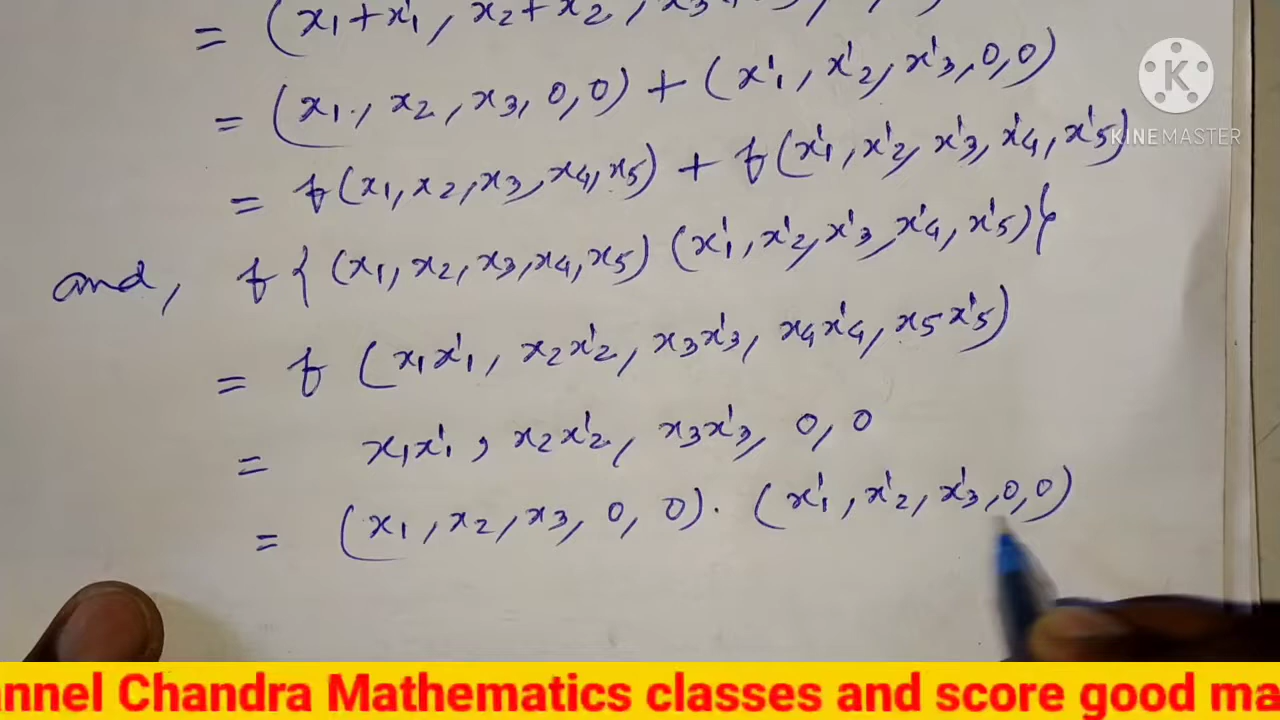 = (x₁+x'₁, x₂+x'₂,
= (x₁, x₂, x₃, 0, 0) + (x'₁, x'₂, x'₃, 0, 0)
= f(x₁, x₂, x₃, x₄, x₅) + f(x'₁, x'₂, x'₃, x'₄, x'₅)
and, f { (x₁, x₂, x₃, x₄, x₅) (x'₁, x'₂, x'₃, x'₄, x'₅) }
= f (x₁x'₁, x₂x'₂, x₃x'₃, x₄x'₄, x₅x'₅)
= x₁x'₁, x₂x'₂, x₃x'₃, 0, 0
= (x₁, x₂, x₃, 0, 0) . (x'₁, x'₂, x'₃, 0, 0)
K
KINEMASTER
annel Chandra Mathematics classes and score good ma